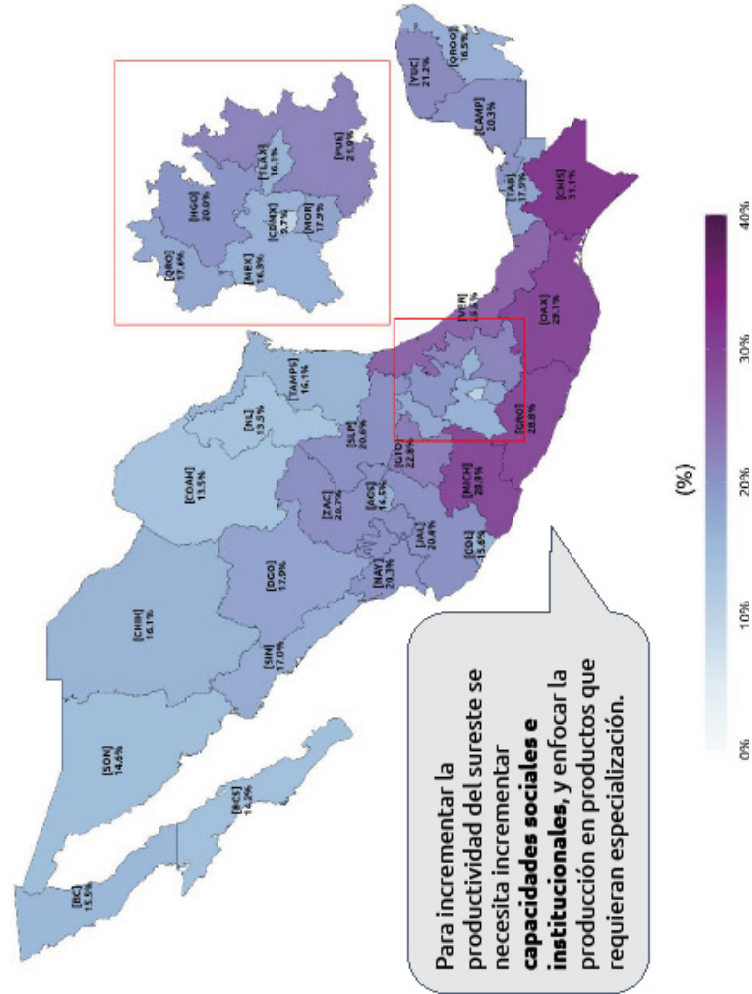 [BC]
15.5%
[BCS]
14.2%
[SON]
14.6%
[CHIH]
16.1%
[SIN]
17.0%
[DGO]
17.9%
[COAH]
13.5%
[NL]
13.5%
[TAMPS]
16.1%
[ZAC]
20.7%
[SLP]
20.6%
[AGS]
16.5%
[NAY]
20.3%
[JAL]
20.4%
[GTO]
22.8%
[COL]
15.6%
[MICH]
28.9%
[GRO]
28.8%
[VER]
[OAX]
29.1%
[CHIS]
31.1%
[TAB]
17.9%
[CAMP]
20.3%
[YUC]
21.2%
[QROO]
16.5%
[QRO]
17.6%
[HGO]
20.0%
[MEX]
16.3%
[CDMX]
9.7%
[TLAX]
16.1%
[MOR]
17.9%
[PUE]
21.9%
Para incrementar la
productividad del sureste se
necesita incrementar
capacidades sociales e
institucionales, y enfocar la
producción en productos que
requieran especialización.
(%)
0%
10%
20%
30%
40%